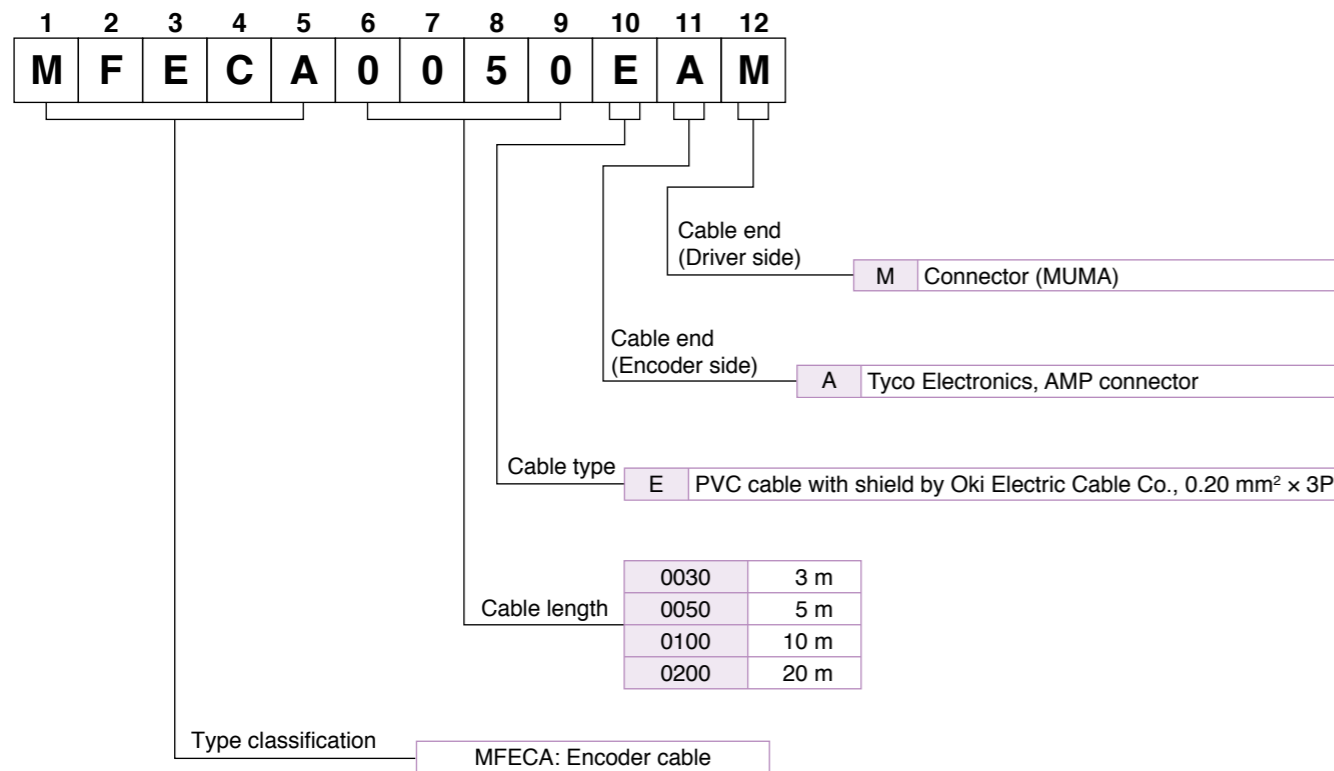 1 2 3 4 5 6 7 8 9 10 11 12
M F E C A 0 0 5 0 E A M
Cable end
(Driver side)
M Connector (MUMA)
Cable end
(Encoder side)
A Tyco Electronics, AMP connector
Cable type
E PVC cable with shield by Oki Electric Cable Co., 0.20 mm² × 3P
Cable length
0030 3 m
0050 5 m
0100 10 m
0200 20 m
Type classification
MFECA: Encoder cable